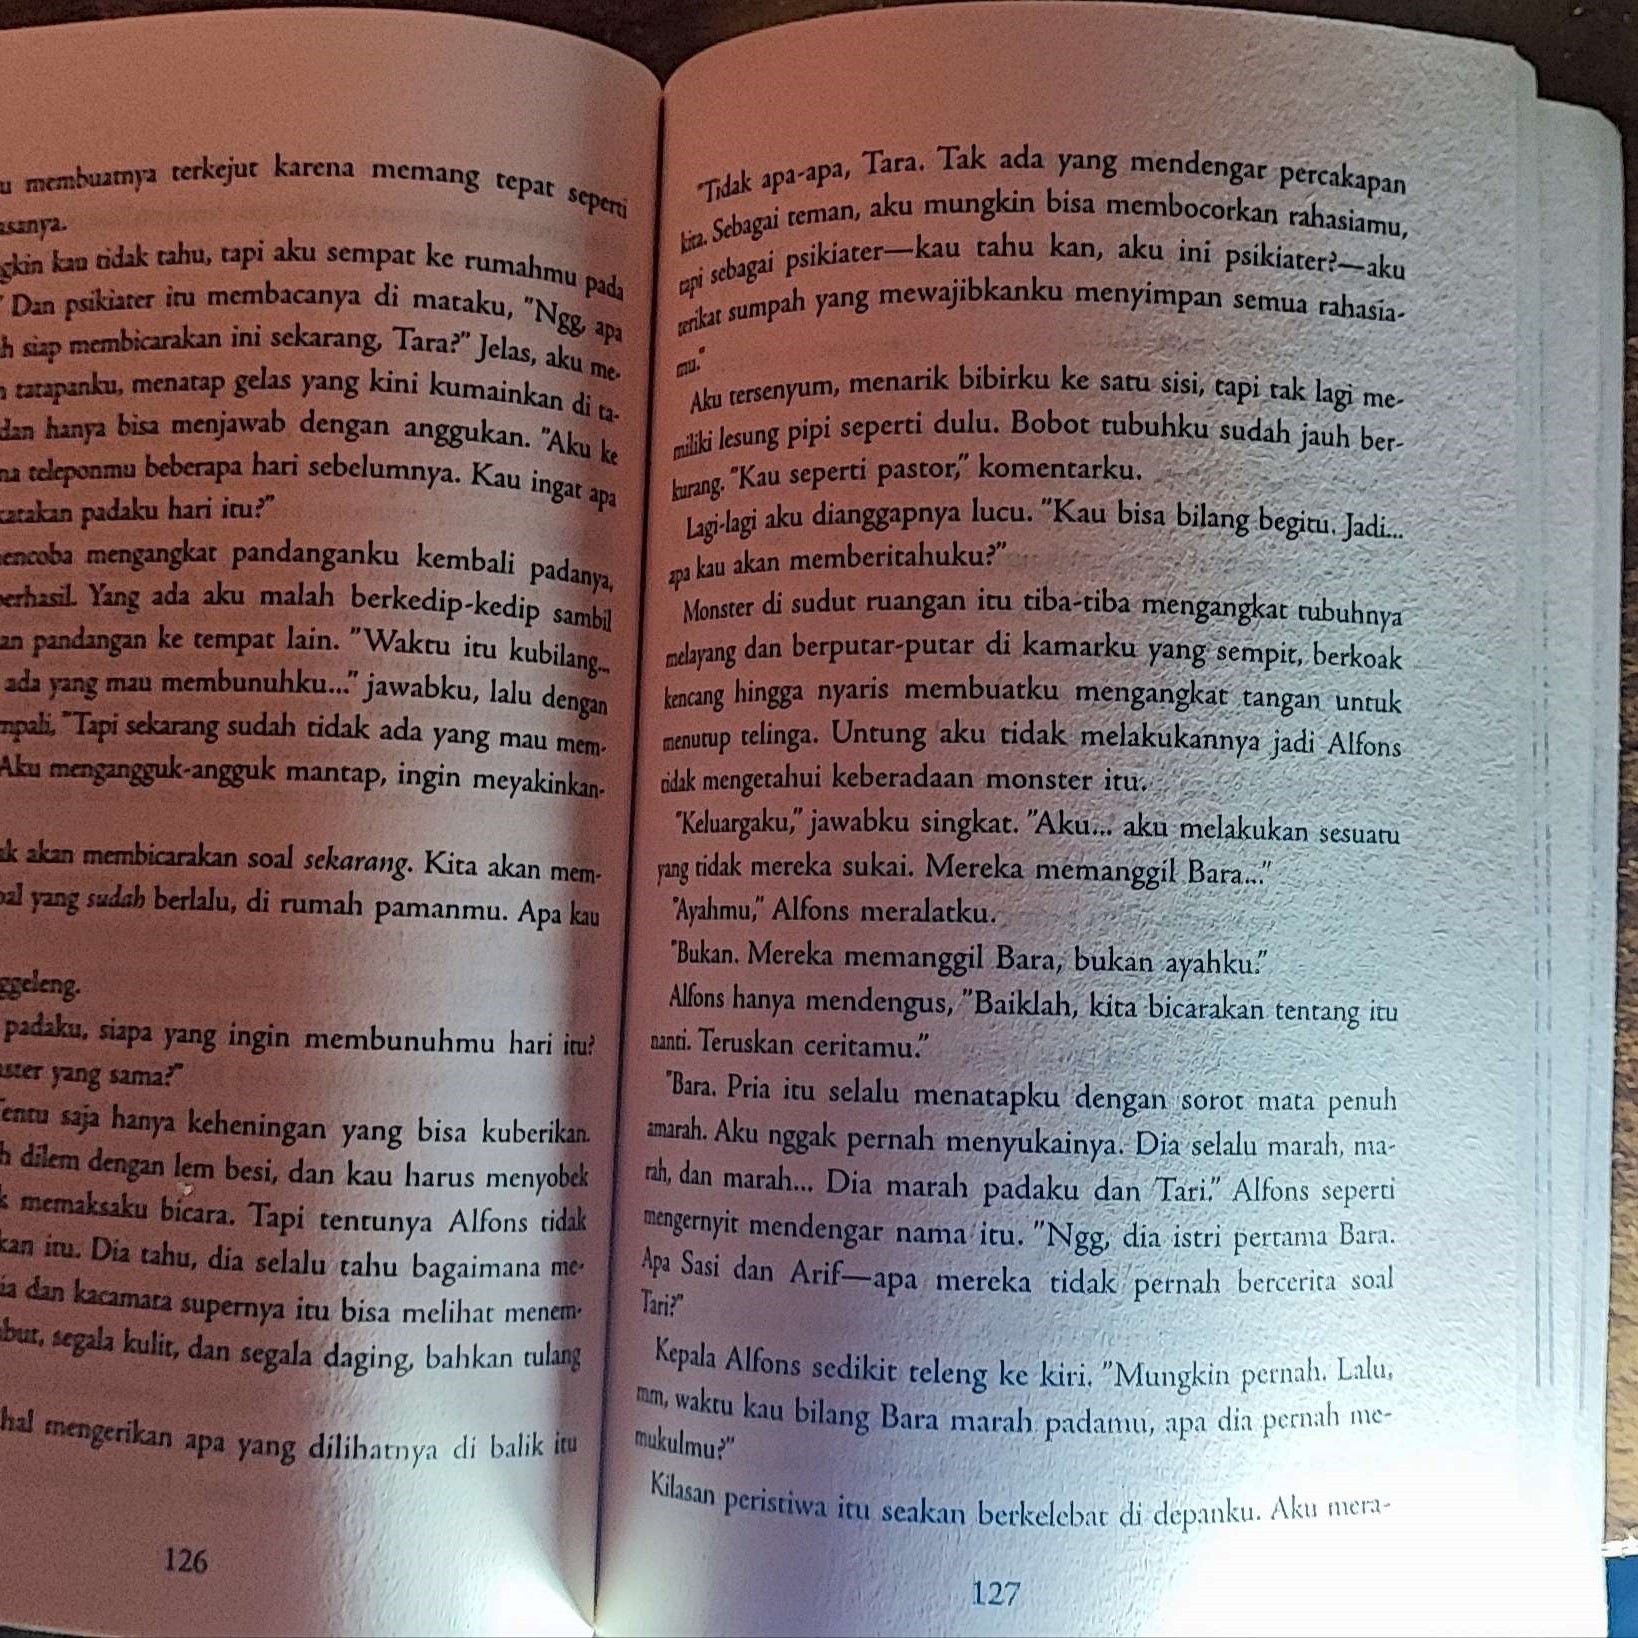 membuatnya terkejut karena memang tepat seperti
kau tidak tahu, tapi aku sempat ke rumahmu pada
Dan psikiater itu membacanya di mataku, "Ngg, apa
siap membicarakan ini sekarang, Tara?" Jelas, aku me-
tatapanku, menatap gelas yang kini kumainkan di ta-
dan hanya bisa menjawab dengan anggukan. "Aku ke
teleponmu beberapa hari sebelumnya. Kau ingat apa
padaku hari itu?"
mengangkat pandanganku kembali padanya,
Yang ada aku malah berkedip-kedip sambil
pandangan ke tempat lain. "Waktu itu kubilang...
ada yang mau membunuhku..." jawabku, lalu dengan
"Tapi sekarang sudah tidak ada yang mau mem-
Aku mengangguk-angguk mantap, ingin meyakinkan-
akan membicarakan soal sekarang. Kita akan mem-
yang sudah berlalu, di rumah pamanmu. Apa kau
padaku, siapa yang ingin membunuhmu hari itu?
yang sama?"
saja hanya keheningan yang bisa kuberikan.
dilem dengan lem besi, dan kau harus menyobek
memaksaku bicara. Tapi tentunya Alfons tidak
itu. Dia tahu, dia selalu tahu bagaimana me-
dan kacamata supernya itu bisa melihat menem-
segala kulit, dan segala daging, bahkan tulang
hal mengerikan apa yang dilihatnya di balik itu
126
"Tidak apa-apa, Tara. Tak ada yang mendengar percakapan
kita. Sebagai teman, aku mungkin bisa membocorkan rahasiamu,
tapi sebagai psikiater—kau tahu kan, aku ini psikiater?—aku
terikat sumpah yang mewajibkanku menyimpan semua rahasia-
mu."
Aku tersenyum, menarik bibirku ke satu sisi, tapi tak lagi me-
miliki lesung pipi seperti dulu. Bobot tubuhku sudah jauh ber-
kurang. "Kau seperti pastor," komentarku.
Lagi-lagi aku dianggapnya lucu. "Kau bisa bilang begitu. Jadi...
apa kau akan memberitahuku?"
Monster di sudut ruangan itu tiba-tiba mengangkat tubuhnya
melayang dan berputar-putar di kamarku yang sempit, berkoak
kencang hingga nyaris membuatku mengangkat tangan untuk
menutup telinga. Untung aku tidak melakukannya jadi Alfons
tidak mengetahui keberadaan monster itu.
"Keluargaku," jawabku singkat. "Aku... aku melakukan sesuatu
yang tidak mereka sukai. Mereka memanggil Bara..."
"Ayahmu," Alfons meralatku.
"Bukan. Mereka memanggil Bara, bukan ayahku."
Alfons hanya mendengus, "Baiklah, kita bicarakan tentang itu
nanti. Teruskan ceritamu."
"Bara. Pria itu selalu menatapku dengan sorot mata penuh
amarah. Aku nggak pernah menyukainya. Dia selalu marah, ma-
rah, dan marah... Dia marah padaku dan Tari." Alfons seperti
mengernyit mendengar nama itu. "Ngg, dia istri pertama Bara.
Apa Sasi dan Arif—apa mereka tidak pernah bercerita soal
Tari?"
Kepala Alfons sedikit teleng ke kiri. "Mungkin pernah. Lalu,
mm, waktu kau bilang Bara marah padamu, apa dia pernah me-
mukulmu?"
Kilasan peristiwa itu seakan berkelebat di depanku. Aku mera-
127